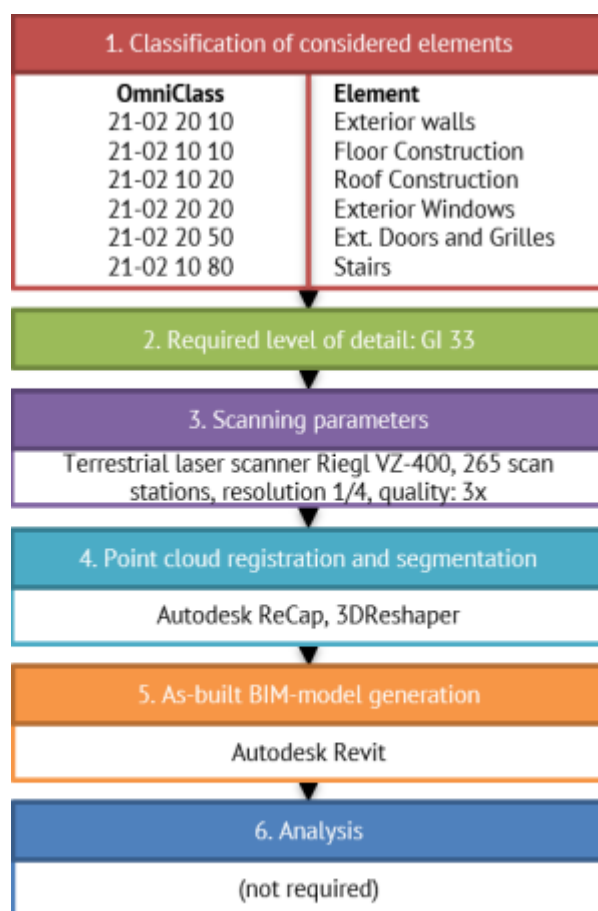 1. Classification of considered elements
OmniClass Element
21-02 20 10 Exterior walls
21-02 10 10 Floor Construction
21-02 10 20 Roof Construction
21-02 20 20 Exterior Windows
21-02 20 50 Ext. Doors and Grilles
21-02 10 80 Stairs
2. Required level of detail: GI 33
3. Scanning parameters
Terrestrial laser scanner Riegl VZ-400, 265 scan
stations, resolution 1/4, quality: 3x
4. Point cloud registration and segmentation
Autodesk ReCap, 3DReshaper
5. As-built BIM-model generation
Autodesk Revit
6. Analysis
(not required)